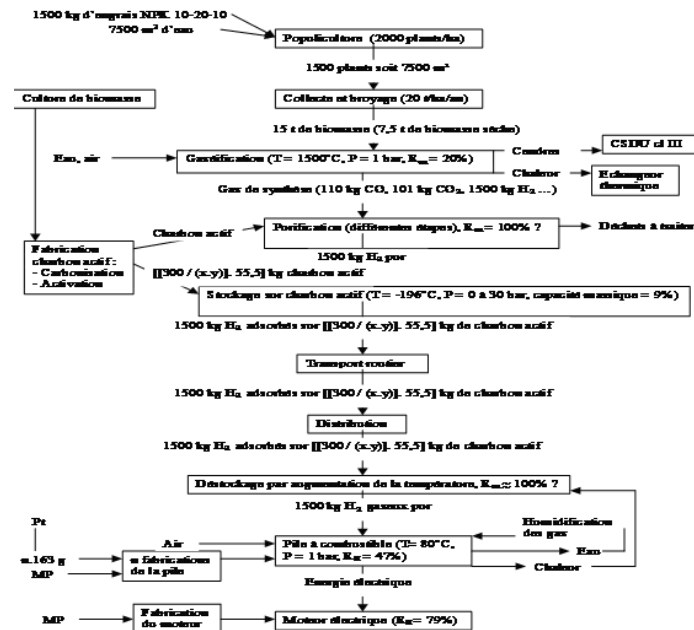 1500 kg d'engrais NPK 10-20-10
7500 m³ d'eau
Populiculture (2000 plants/ha)
1500 plants soit 7500 m²
Culture de biomasse
Collecte et broyage (20 t/ha/an)
15 t de biomasse (7,5 t de biomasse sèche)
Eau, air
Gazéification (T= 1500°C, P= 1 bar, Rm= 20%)
Cendres
CSDU cl III
Chaleur
Echangeur
thermique
Gaz de synthèse (110 kg CO, 101 kg CO₂, 1500 kg H₂ ...)
Charbon actif
Purification (différentes étapes), Rm= 100% ?
Déchets à traiter
Fabrication
charbon actif :
- Carbonisation
- Activation
1500 kg H₂ pur
[[300 / (x.y)]. 55,5] kg charbon actif
Stockage sur charbon actif (T= -196°C, P= 0 à 30 bar, capacité massique = 9%)
1500 kg H₂ adsorbés sur [[300 / (x.y)]. 55,5] kg de charbon actif
Transport routier
1500 kg H₂ adsorbés sur [[300 / (x.y)]. 55,5] kg de charbon actif
Distribution
1500 kg H₂ adsorbés sur [[300 / (x.y)]. 55,5] kg de charbon actif
Déstockage par augmentation de la température, Rm≈ 100% ?
1500 kg H₂ gazeux pur
Pt
n.163 g
MP
n fabrications
de la pile
Air
Pile à combustible (T= 80°C,
P = 1 bar, RE= 47%)
Humidification
des gaz
Eau
Chaleur
Energie électrique
MP
Fabrication
du moteur
Moteur électrique (RE= 79%)